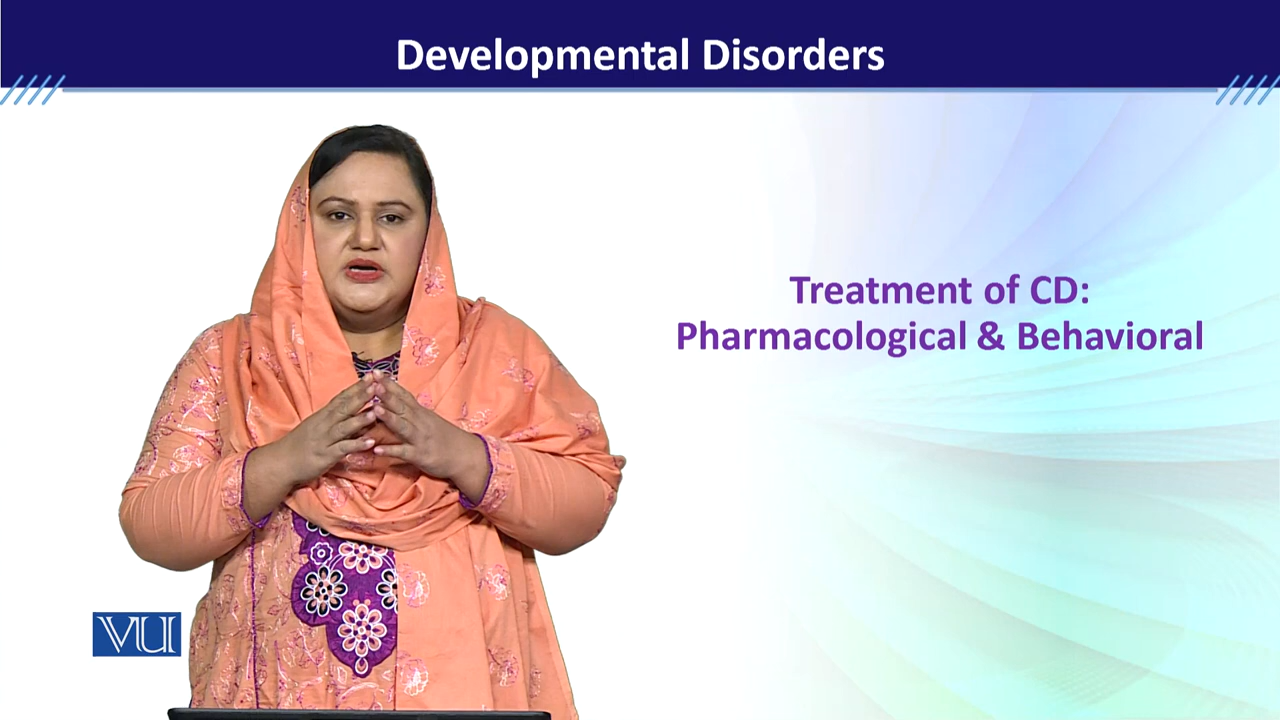 Developmental Disorders
Treatment of CD:
Pharmacological & Behavioral
VU